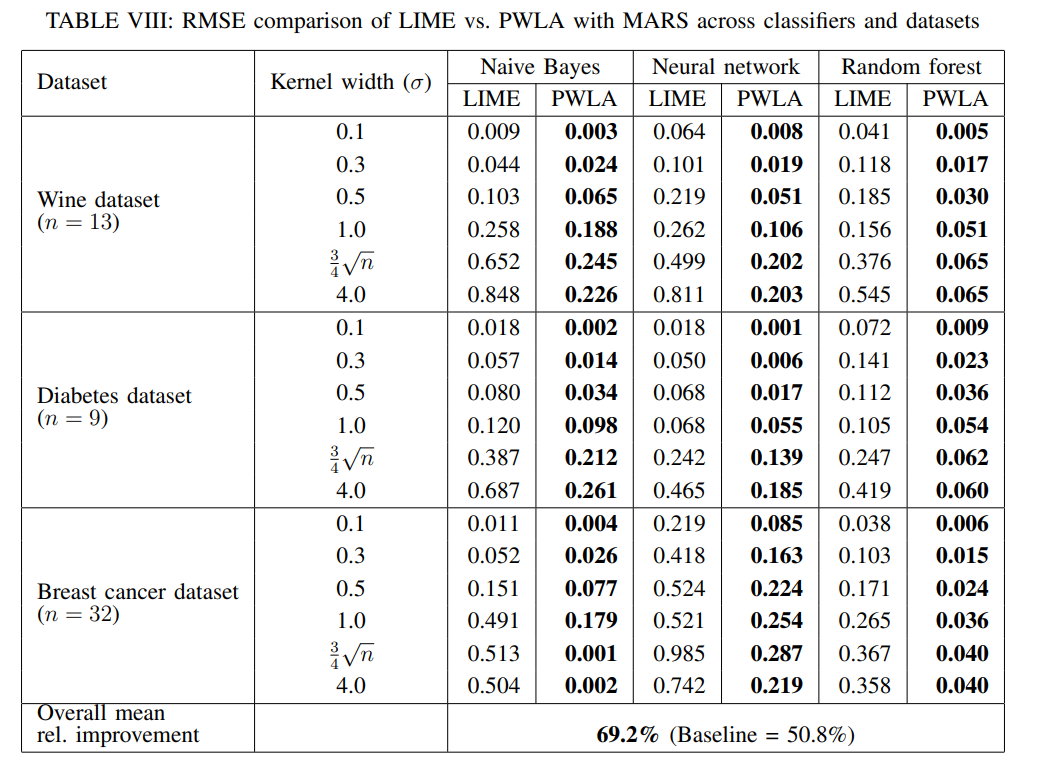 TABLE VIII: RMSE comparison of LIME vs. PWLA with MARS across classifiers and datasets
Dataset Kernel width (σ) Naive Bayes Neural network Random forest
LIME PWLA LIME PWLA LIME PWLA
Wine dataset
(n = 13)
0.1 0.009 0.003 0.064 0.008 0.041 0.005
0.3 0.044 0.024 0.101 0.019 0.118 0.017
0.5 0.103 0.065 0.219 0.051 0.185 0.030
1.0 0.258 0.188 0.262 0.106 0.156 0.051
¾√n 0.652 0.245 0.499 0.202 0.376 0.065
4.0 0.848 0.226 0.811 0.203 0.545 0.065
Diabetes dataset
(n = 9)
0.1 0.018 0.002 0.018 0.001 0.072 0.009
0.3 0.057 0.014 0.050 0.006 0.141 0.023
0.5 0.080 0.034 0.068 0.017 0.112 0.036
1.0 0.120 0.098 0.068 0.055 0.105 0.054
¾√n 0.387 0.212 0.242 0.139 0.247 0.062
4.0 0.687 0.261 0.465 0.185 0.419 0.060
Breast cancer dataset
(n = 32)
0.1 0.011 0.004 0.219 0.085 0.038 0.006
0.3 0.052 0.026 0.418 0.163 0.103 0.015
0.5 0.151 0.077 0.524 0.224 0.171 0.024
1.0 0.491 0.179 0.521 0.254 0.265 0.036
¾√n 0.513 0.001 0.985 0.287 0.367 0.040
4.0 0.504 0.002 0.742 0.219 0.358 0.040
Overall mean
rel. improvement
69.2% (Baseline = 50.8%)